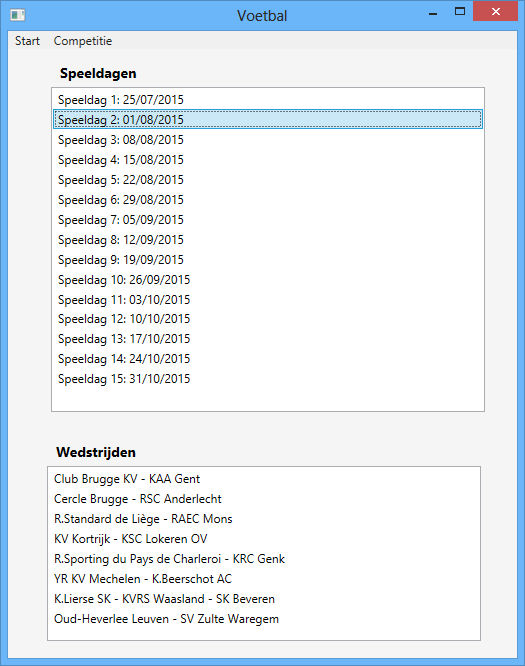 Voetbal
Start Competitie
Speeldagen
Speeldag 1: 25/07/2015
Speeldag 2: 01/08/2015
Speeldag 3: 08/08/2015
Speeldag 4: 15/08/2015
Speeldag 5: 22/08/2015
Speeldag 6: 29/08/2015
Speeldag 7: 05/09/2015
Speeldag 8: 12/09/2015
Speeldag 9: 19/09/2015
Speeldag 10: 26/09/2015
Speeldag 11: 03/10/2015
Speeldag 12: 10/10/2015
Speeldag 13: 17/10/2015
Speeldag 14: 24/10/2015
Speeldag 15: 31/10/2015
Wedstrijden
Club Brugge KV - KAA Gent
Cercle Brugge - RSC Anderlecht
R.Standard de Liège - RAEC Mons
KV Kortrijk - KSC Lokeren OV
R.Sporting du Pays de Charleroi - KRC Genk
YR KV Mechelen - K.Beerschot AC
K.Lierse SK - KVRS Waasland - SK Beveren
Oud-Heverlee Leuven - SV Zulte Waregem